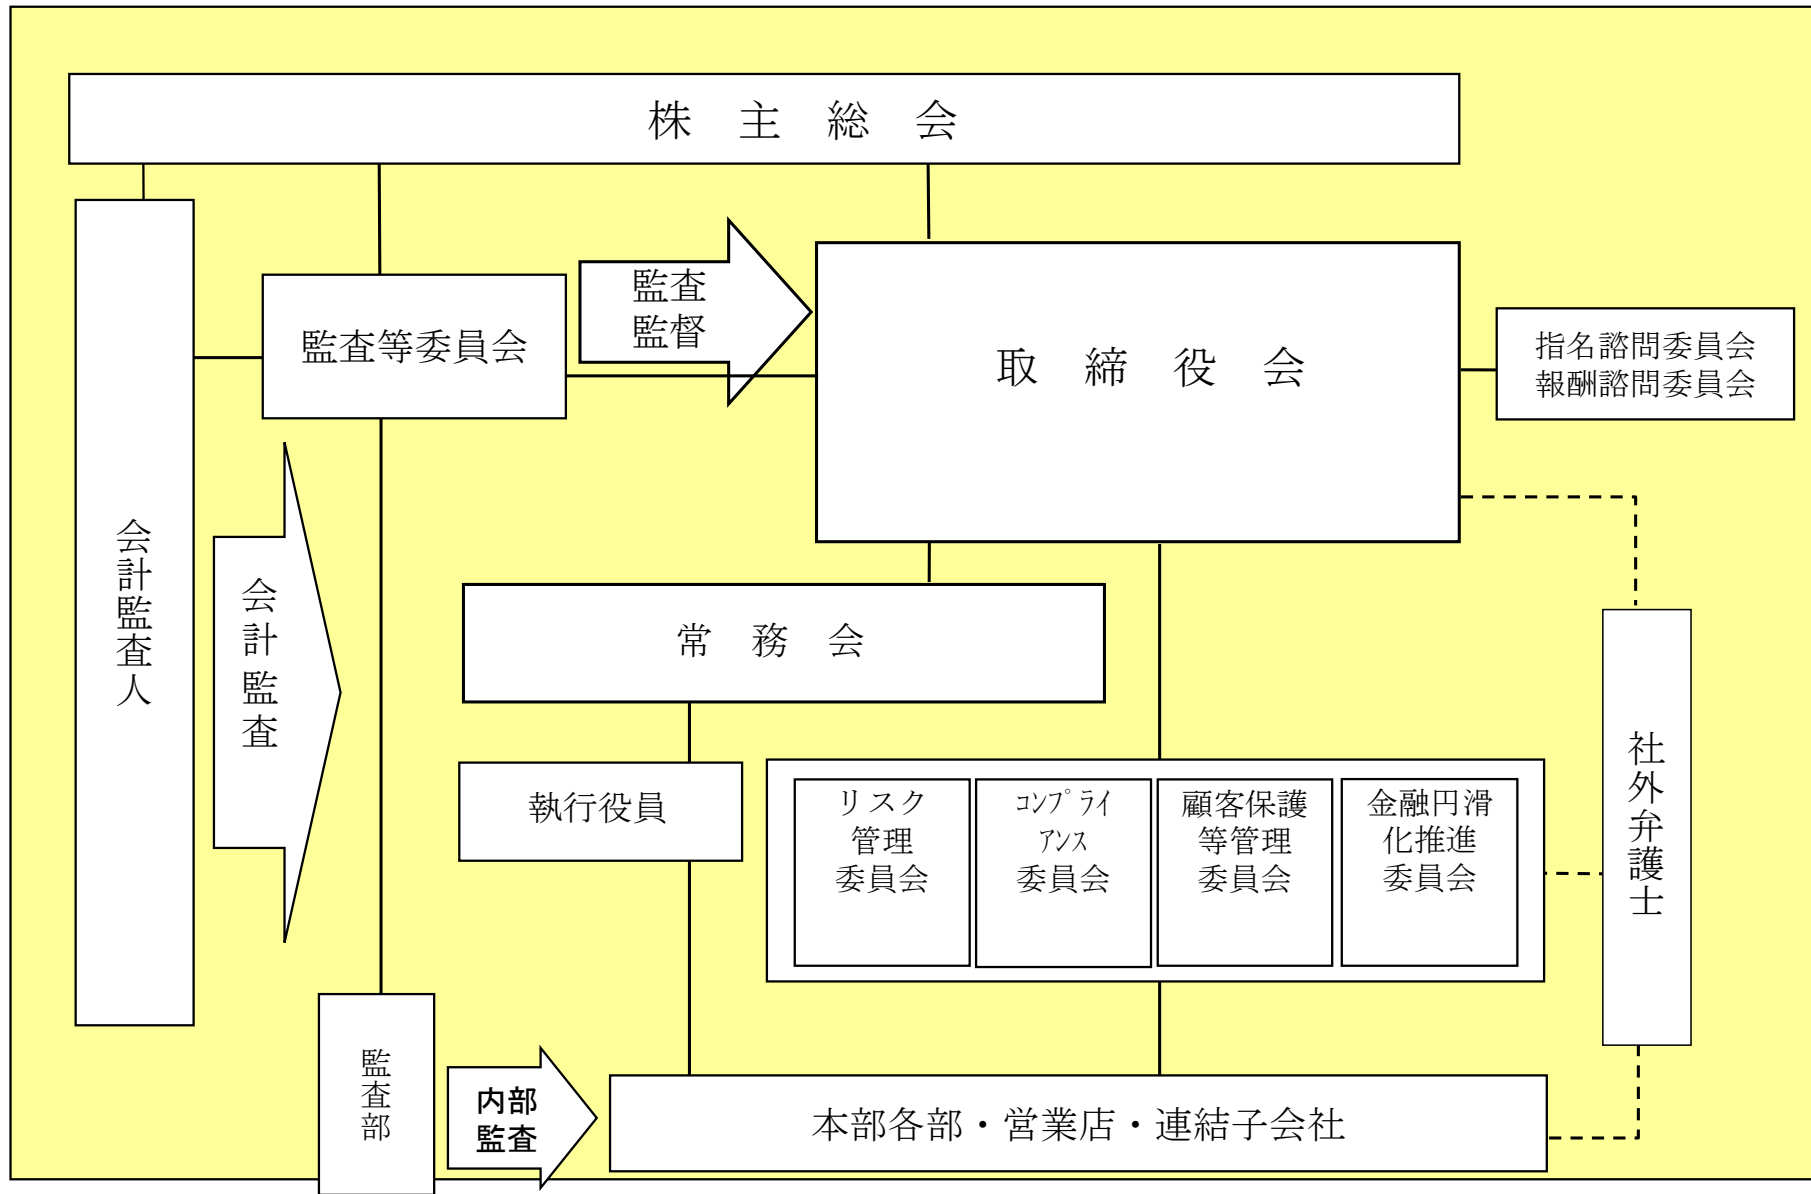 株 主 総 会
監査
監督
監査等委員会
取 締 役 会
指名諮問委員会
報酬諮問委員会
会計監査人
会計監査
常 務 会
社外弁護士
執行役員
リスク
管理
委員会
ｺﾝﾌﾟﾗｲ
ｱﾝｽ
委員会
顧客保護
等管理
委員会
金融円滑
化推進
委員会
監査部
内部
監査
本部各部・営業店・連結子会社